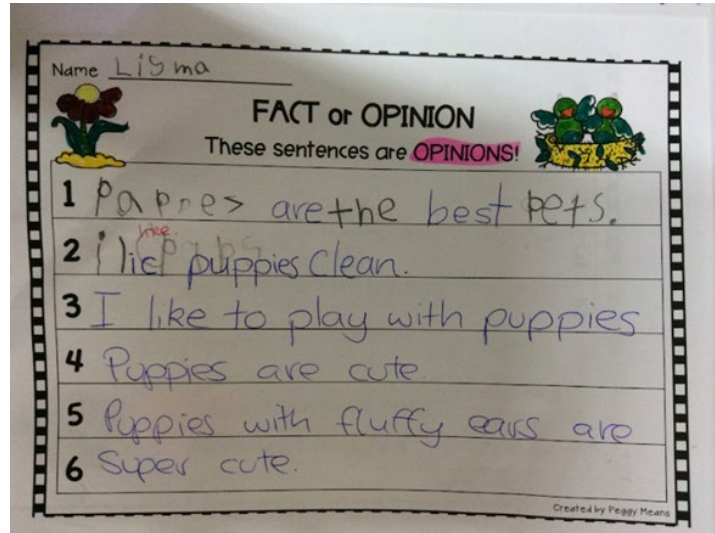 Name Ligma
FACT or OPINION
These sentences are OPINIONS!
1 Pappes are the best pets.
2 i lic puppies Clean.
like
3 I like to play with puppies
4 Puppies are cute.
5 Puppies with fluffy ears are
6 Super cute.
Created by Peggy Means